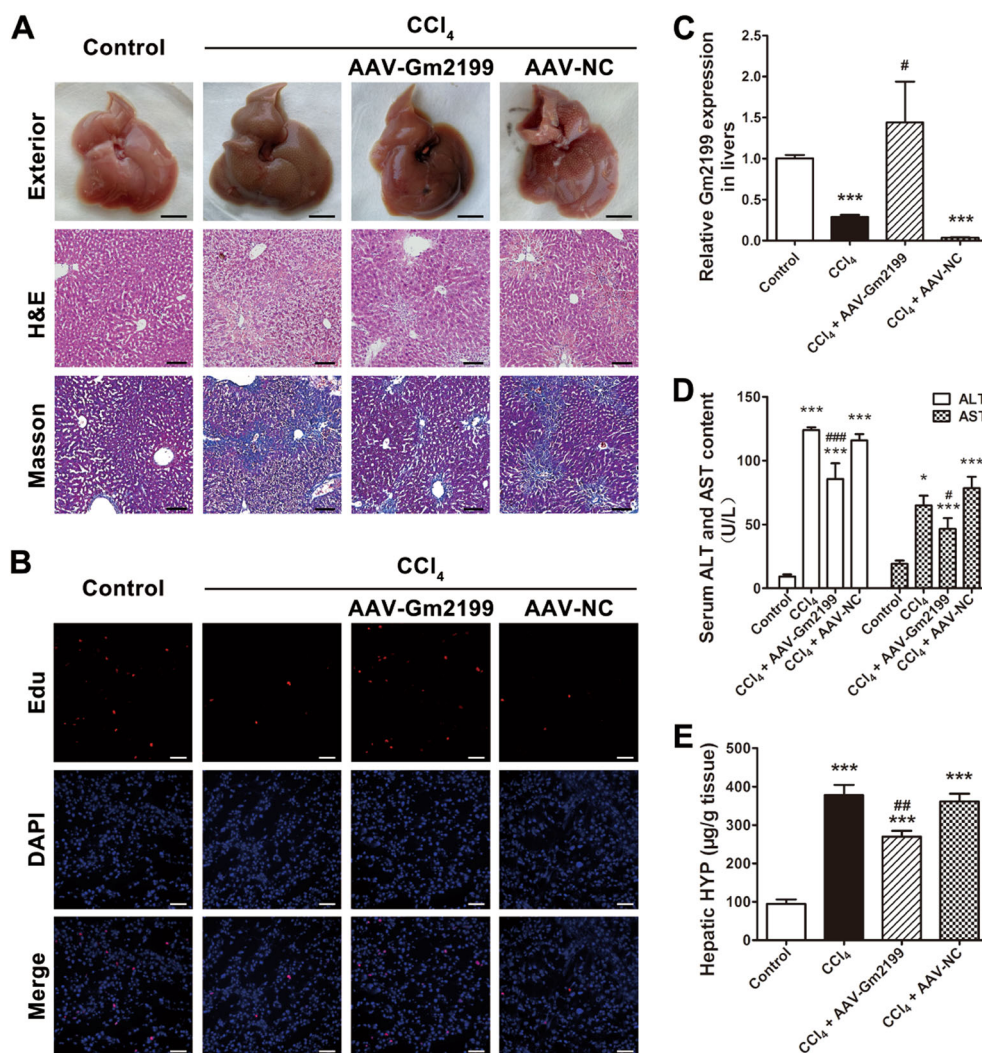 A
Control
CCl₄
AAV-Gm2199
AAV-NC
Exterior
H&E
Masson
B
Control
CCl₄
AAV-Gm2199
AAV-NC
Edu
DAPI
Merge
C
Relative Gm2199 expression
in livers
2.5
2.0
1.5
1.0
0.5
0.0
***
#
***
Control
CCl₄
CCl₄ + AAV-Gm2199
CCl₄ + AAV-NC
D
Serum ALT and AST content
(U/L)
150
100
50
0
ALT
AST
***
###
***
***
*
#
***
***
Control
CCl₄
CCl₄ + AAV-Gm2199
CCl₄ + AAV-NC
Control
CCl₄
CCl₄ + AAV-Gm2199
CCl₄ + AAV-NC
E
Hepatic HYP (µg/g tissue)
500
400
300
200
100
0
***
##
***
***
Control
CCl₄
CCl₄ + AAV-Gm2199
CCl₄ + AAV-NC